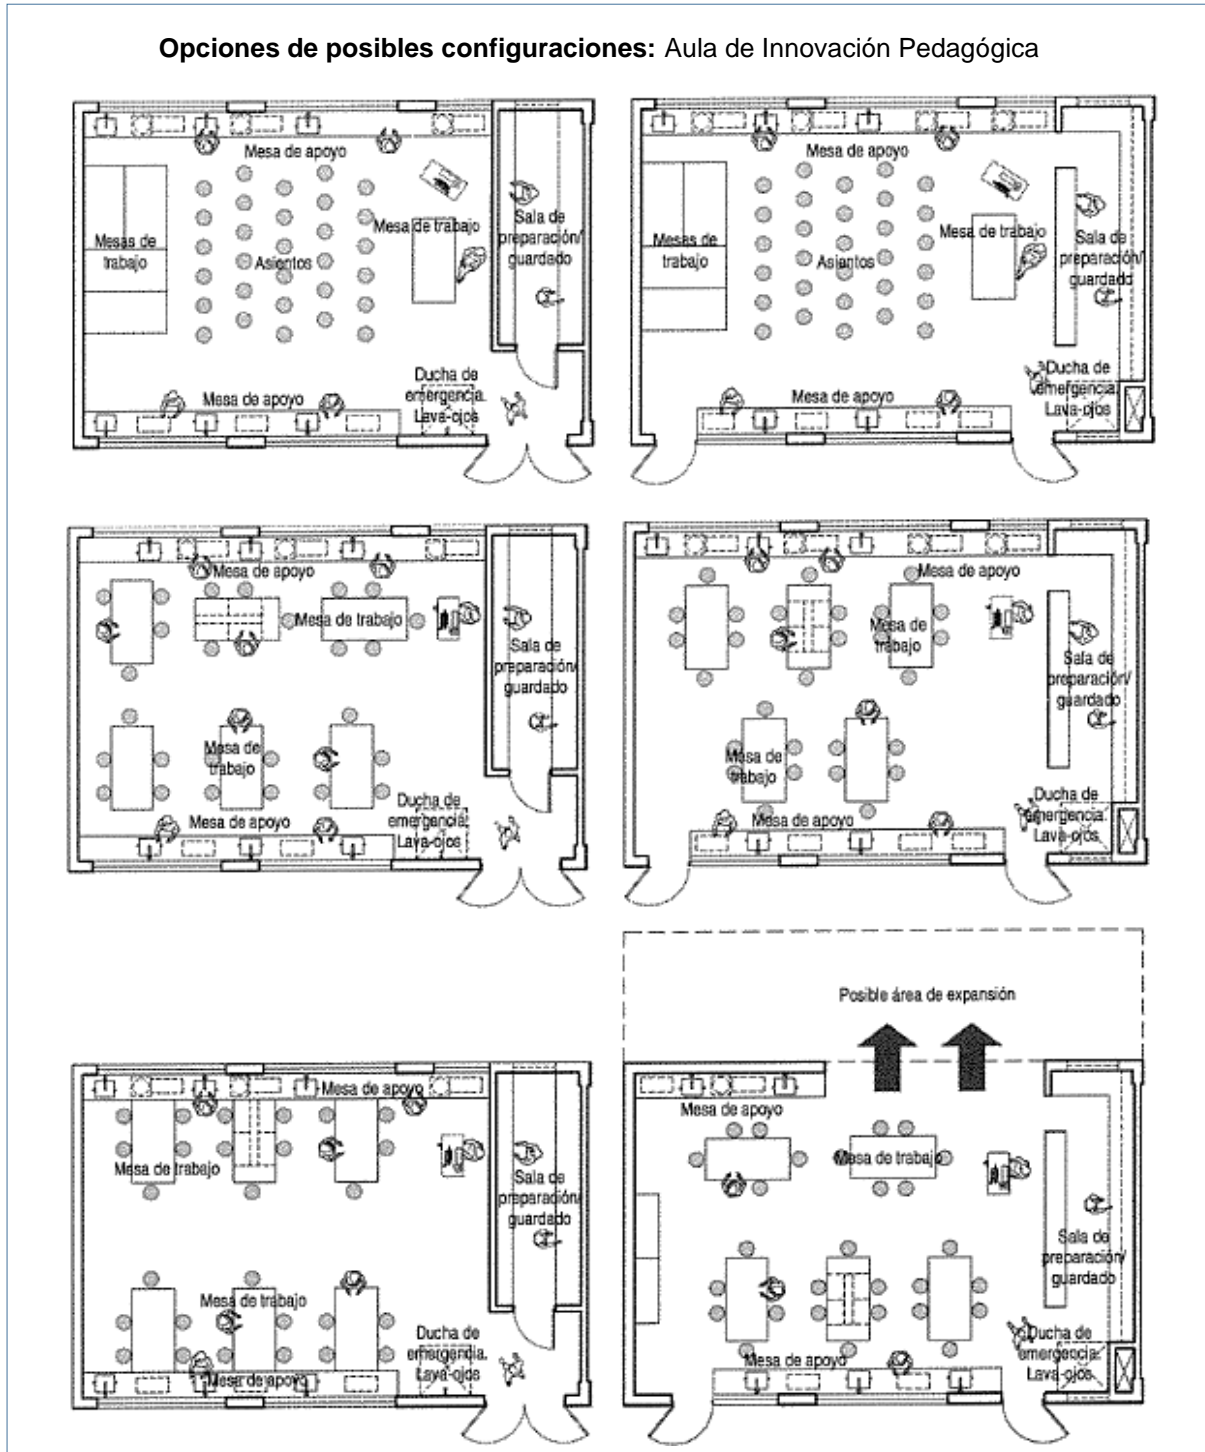 Opciones de posibles configuraciones: Aula de Innovación Pedagógica
Mesa de apoyo
Mesas de
trabajo
Asientos
Mesa de trabajo
Sala de
preparación/
guardado
Mesa de apoyo
Ducha de
emergencia.
Lava-ojos
Mesa de apoyo
Mesas de
trabajo
Asientos
Mesa de trabajo
Sala de
preparación/
guardado
Mesa de apoyo
Ducha de
emergencia.
Lava-ojos
Mesa de apoyo
Mesa de trabajo
Sala de
preparación/
guardado
Mesa de
trabajo
Mesa de apoyo
Ducha de
emergencia.
Lava-ojos
Mesa de apoyo
Mesa de
trabajo
Sala de
preparación/
guardado
Mesa de
trabajo
Mesa de apoyo
Ducha de
emergencia.
Lava-ojos
Mesa de apoyo
Mesa de trabajo
Sala de
preparación/
guardado
Mesa de trabajo
Mesa de apoyo
Ducha de
emergencia.
Lava-ojos
Posible área de expansión
Mesa de apoyo
Mesa de trabajo
Sala de
preparación/
guardado
Mesa de apoyo
Ducha de
emergencia.
Lava-ojos